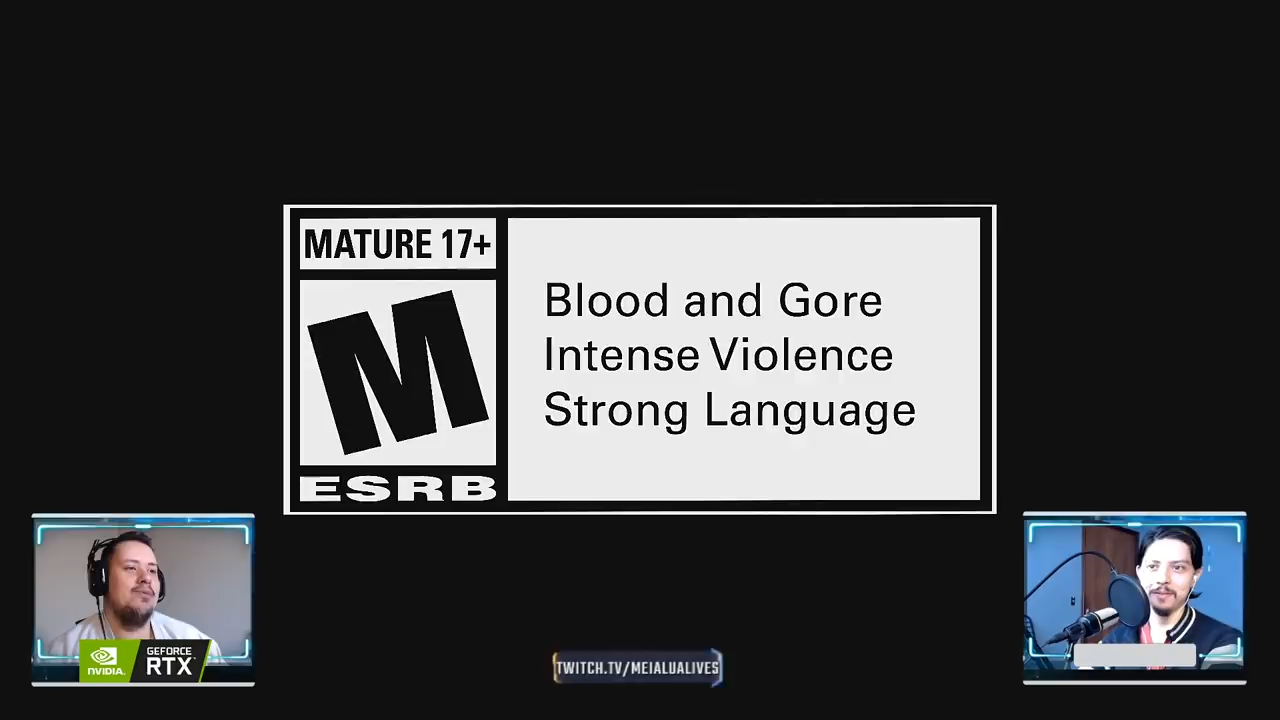 MATURE 17+
M
ESRB
Blood and Gore
Intense Violence
Strong Language
NVIDIA.
GEFORCE
RTX
TWITCH.TV/MEIALUALIVES